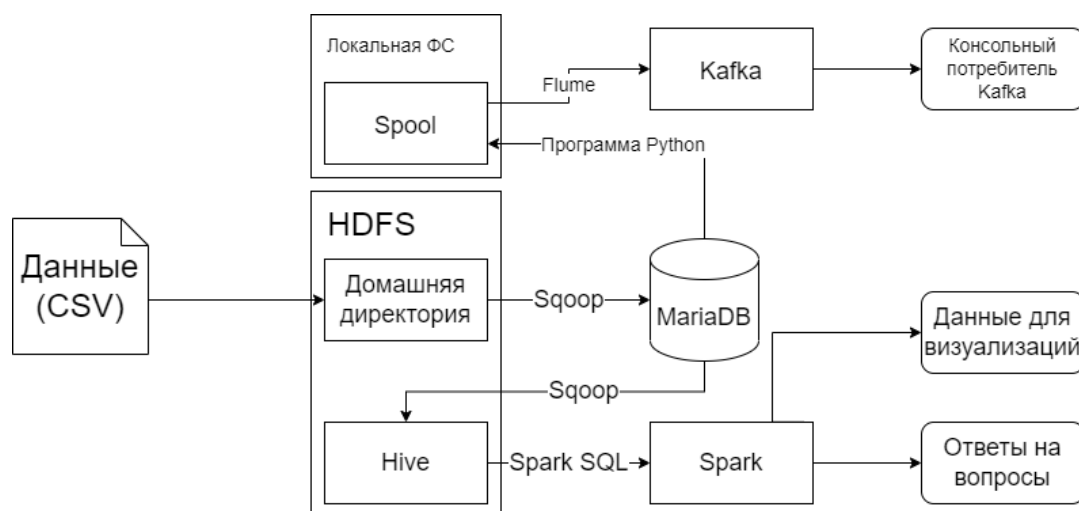 Локальная ФС
Spool
Flume
Kafka
Консольный
потребитель
Kafka
Программа Python
Данные
(CSV)
HDFS
Домашняя
директория
Sqoop
MariaDB
Sqoop
Hive
Spark SQL
Spark
Данные для
визуализаций
Ответы на
вопросы